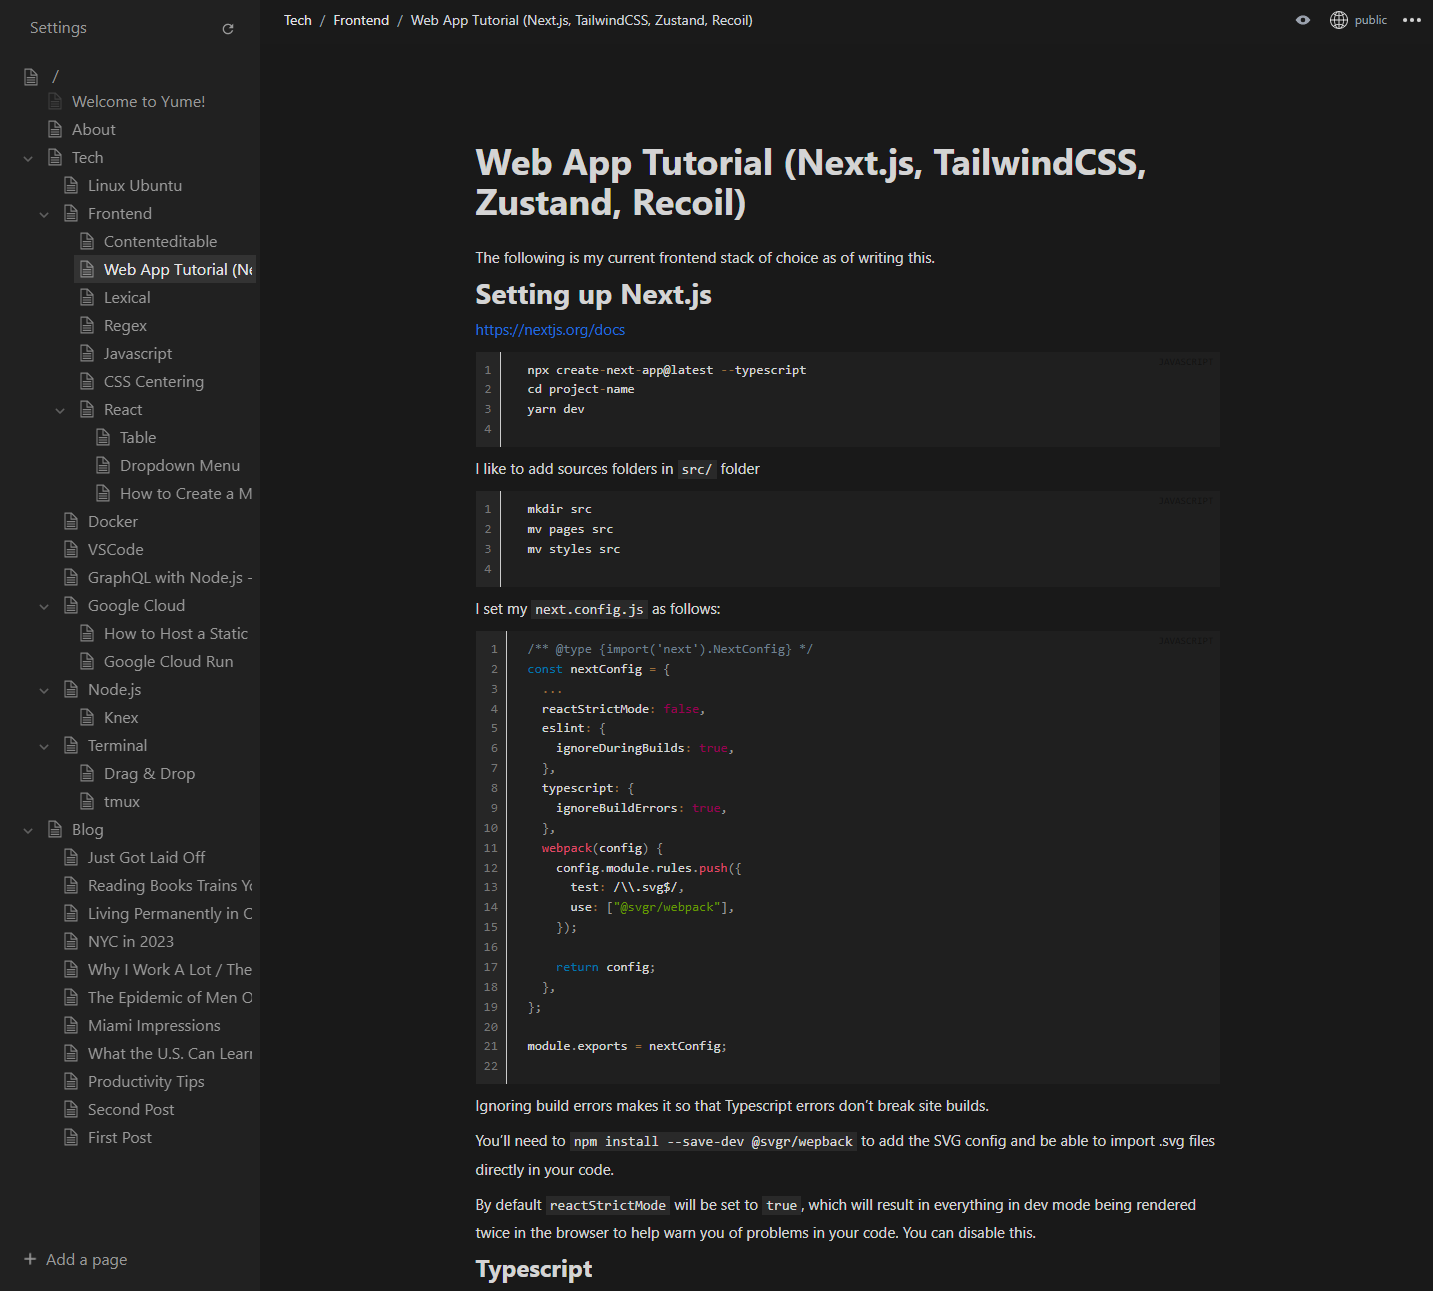 Settings
/
Welcome to Yume!
About
Tech
Linux Ubuntu
Frontend
Contenteditable
Web App Tutorial (Ne
Lexical
Regex
Javascript
CSS Centering
React
Table
Dropdown Menu
How to Create a M
Docker
VSCode
GraphQL with Node.js -
Google Cloud
How to Host a Static
Google Cloud Run
Node.js
Knex
Terminal
Drag & Drop
tmux
Blog
Just Got Laid Off
Reading Books Trains Yo
Living Permanently in C
NYC in 2023
Why I Work A Lot / The
The Epidemic of Men O
Miami Impressions
What the U.S. Can Learn
Productivity Tips
Second Post
First Post
+ Add a page
Tech / Frontend / Web App Tutorial (Next.js, TailwindCSS, Zustand, Recoil)
public
Web App Tutorial (Next.js, TailwindCSS,
Zustand, Recoil)
The following is my current frontend stack of choice as of writing this.
Setting up Next.js
https://nextjs.org/docs
JAVASCRIPT
1 npx create-next-app@latest --typescript
2 cd project-name
3 yarn dev
4
I like to add sources folders in src/ folder
JAVASCRIPT
1 mkdir src
2 mv pages src
3 mv styles src
4
I set my next.config.js as follows:
JAVASCRIPT
1 /** @type {import('next').NextConfig} */
2 const nextConfig = {
3 ...
4 reactStrictMode: false,
5 eslint: {
6 ignoreDuringBuilds: true,
7 },
8 typescript: {
9 ignoreBuildErrors: true,
10 },
11 webpack(config) {
12 config.module.rules.push({
13 test: /\\.svg$/,
14 use: ["@svgr/webpack"],
15 });
16
17 return config;
18 },
19 };
20
21 module.exports = nextConfig;
22
Ignoring build errors makes it so that Typescript errors don’t break site builds.
You’ll need to npm install --save-dev @svgr/wepback to add the SVG config and be able to import .svg files
directly in your code.
By default reactStrictMode will be set to true, which will result in everything in dev mode being rendered
twice in the browser to help warn you of problems in your code. You can disable this.
Typescript